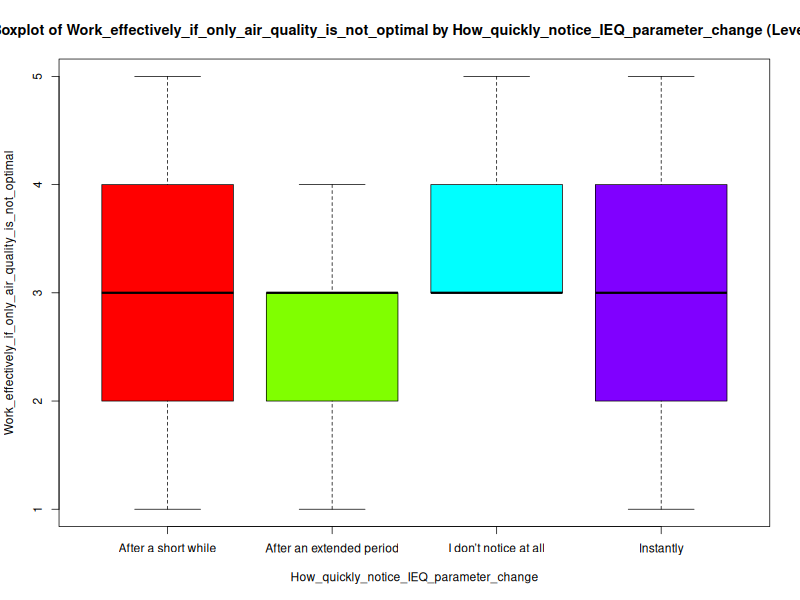 Boxplot of Work_effectively_if_only_air_quality_is_not_optimal by How_quickly_notice_IEQ_parameter_change (Leve
Work_effectively_if_only_air_quality_is_not_optimal
5
4
3
2
1
After a short while
After an extended period
I don't notice at all
Instantly
How_quickly_notice_IEQ_parameter_change